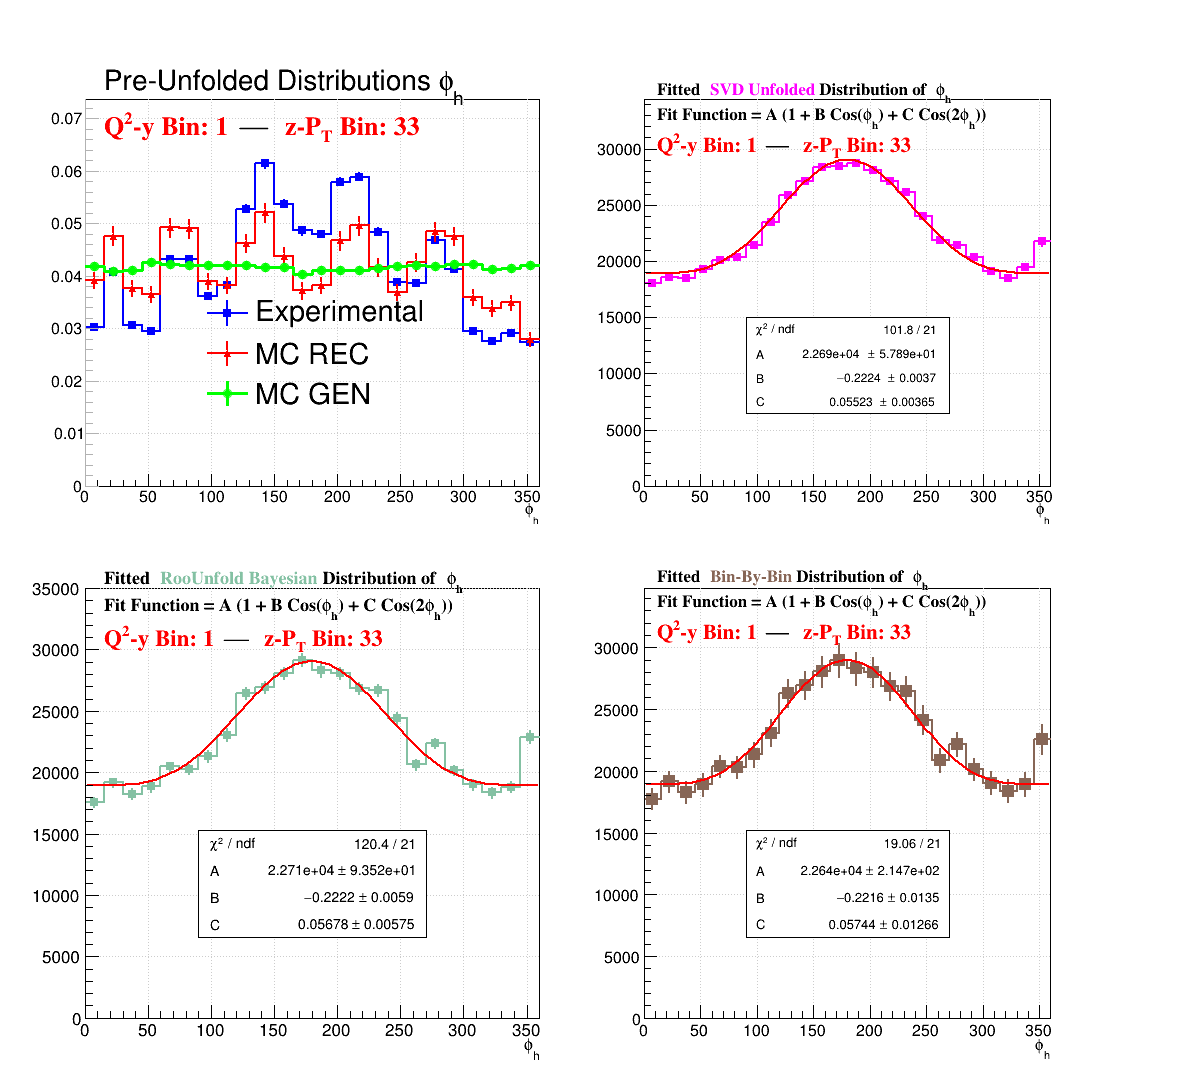 Pre-Unfolded Distributions ϕh
Q2-y Bin: 1 — z-PT Bin: 33
0.07
0.06
0.05
0.04
0.03
0.02
0.01
0
Experimental
MC REC
MC GEN
0 50 100 150 200 250 300 350
ϕh
Fitted SVD Unfolded Distribution of ϕh
Fit Function = A (1 + B Cos(ϕh) + C Cos(2ϕh))
Q2-y Bin: 1 — z-PT Bin: 33
30000
25000
20000
15000
10000
5000
0
χ2 / ndf 101.8 / 21
A 2.269e+04 ± 5.789e+01
B −0.2224 ± 0.0037
C 0.05523 ± 0.00365
0 50 100 150 200 250 300 350
ϕh
Fitted RooUnfold Bayesian Distribution of ϕh
Fit Function = A (1 + B Cos(ϕh) + C Cos(2ϕh))
Q2-y Bin: 1 — z-PT Bin: 33
35000
30000
25000
20000
15000
10000
5000
0
χ2 / ndf 120.4 / 21
A 2.271e+04 ± 9.352e+01
B −0.2222 ± 0.0059
C 0.05678 ± 0.00575
0 50 100 150 200 250 300 350
ϕh
Fitted Bin-By-Bin Distribution of ϕh
Fit Function = A (1 + B Cos(ϕh) + C Cos(2ϕh))
Q2-y Bin: 1 — z-PT Bin: 33
30000
25000
20000
15000
10000
5000
0
χ2 / ndf 19.06 / 21
A 2.264e+04 ± 2.147e+02
B −0.2216 ± 0.0135
C 0.05744 ± 0.01266
0 50 100 150 200 250 300 350
ϕh